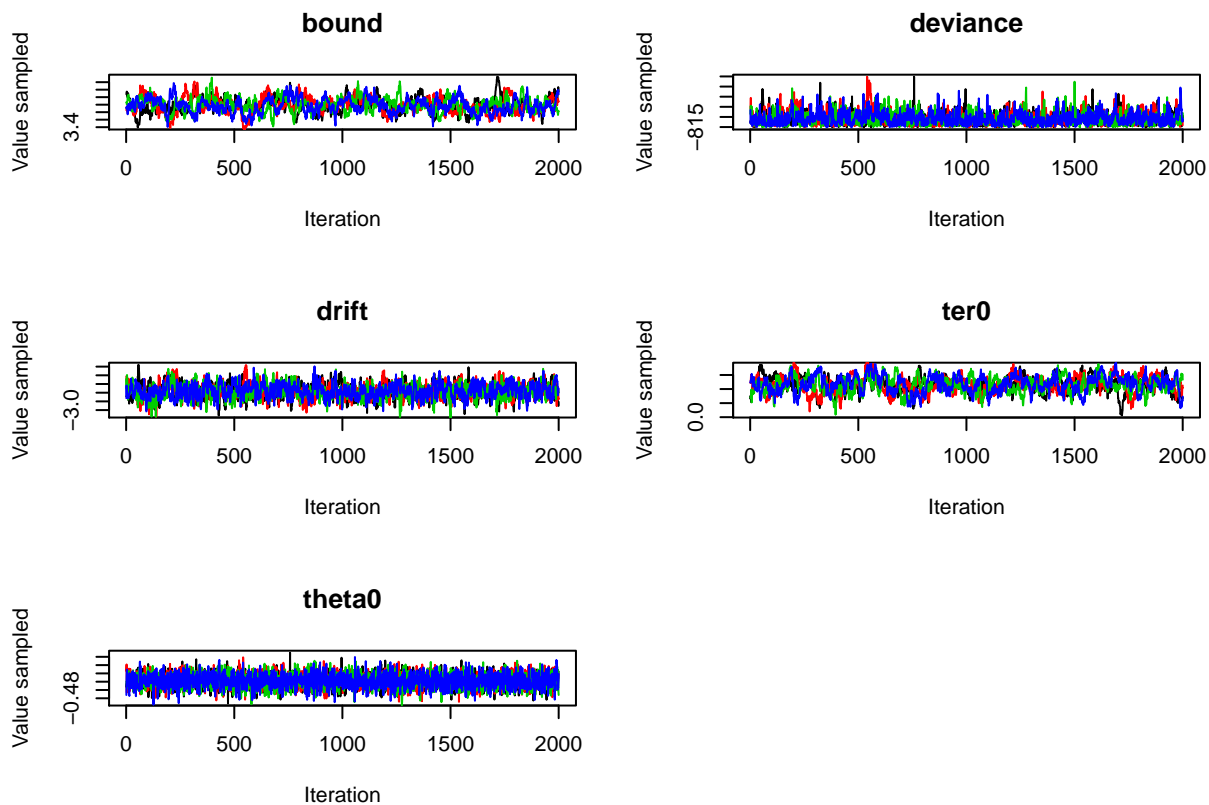 bound
Value sampled
3.4
0 500 1000 1500 2000
Iteration
deviance
Value sampled
−815
0 500 1000 1500 2000
Iteration
drift
Value sampled
−3.0
0 500 1000 1500 2000
Iteration
ter0
Value sampled
0.0
0 500 1000 1500 2000
Iteration
theta0
Value sampled
−0.48
0 500 1000 1500 2000
Iteration